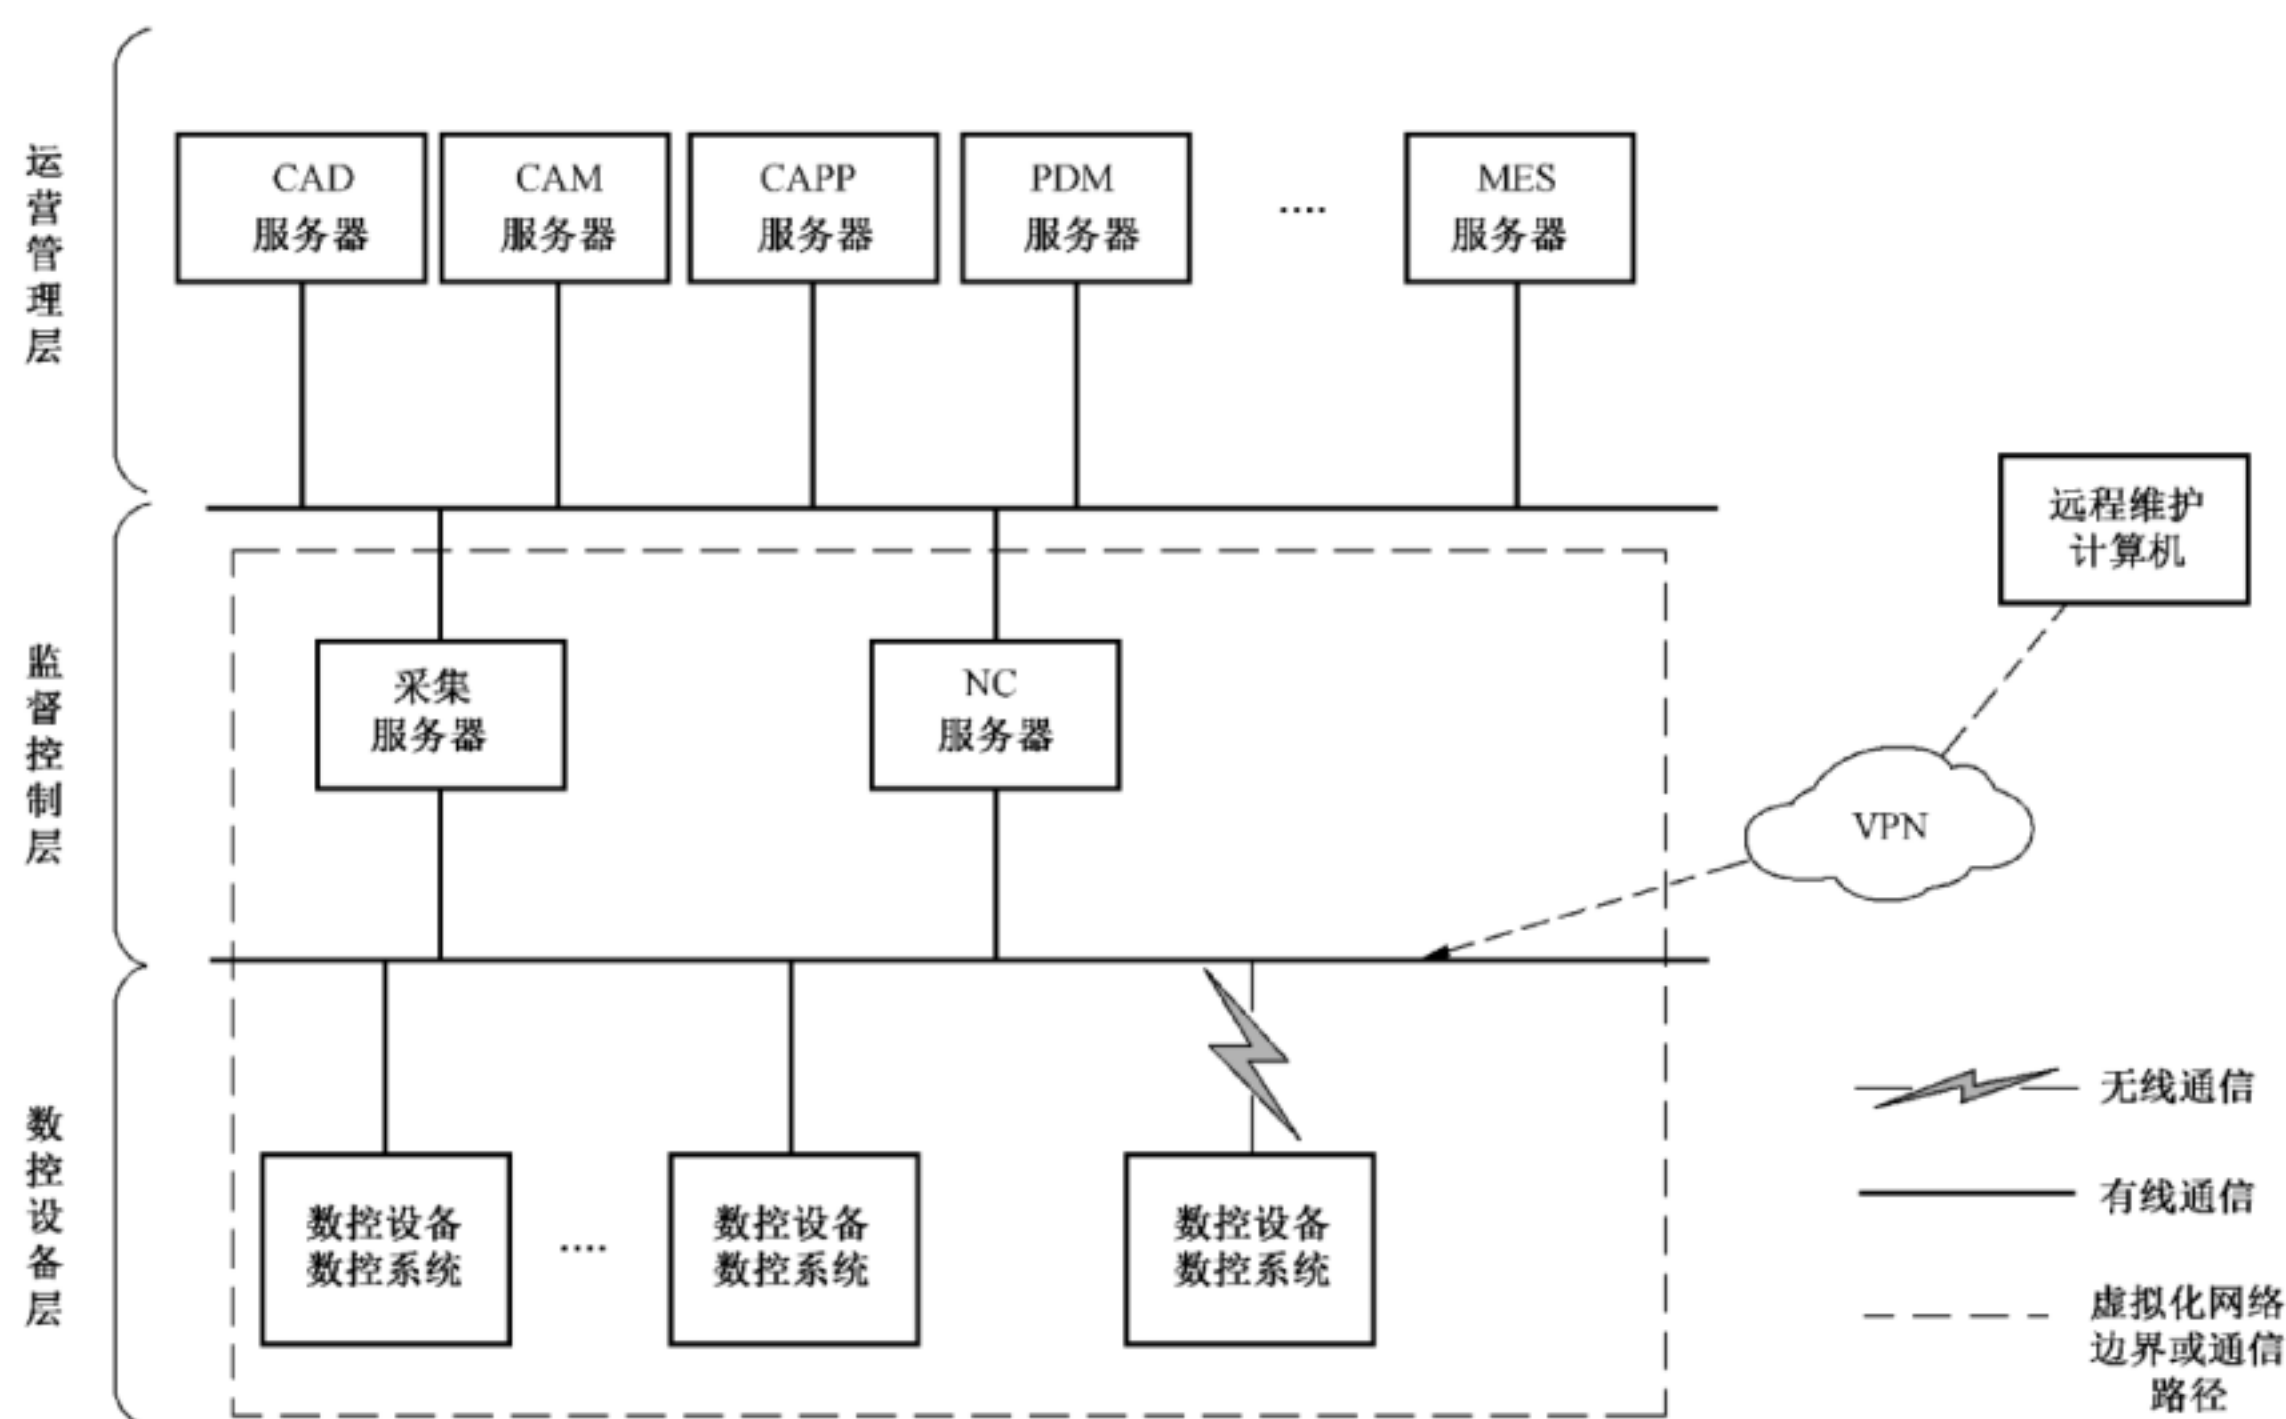 运营管理层
CAD
服务器
CAM
服务器
CAPP
服务器
PDM
服务器
....
MES
服务器
远程维护
计算机
监督控制层
采集
服务器
NC
服务器
VPN
数控设备层
数控设备
数控系统
....
数控设备
数控系统
数控设备
数控系统
无线通信
有线通信
虚拟化网络
边界或通信
路径